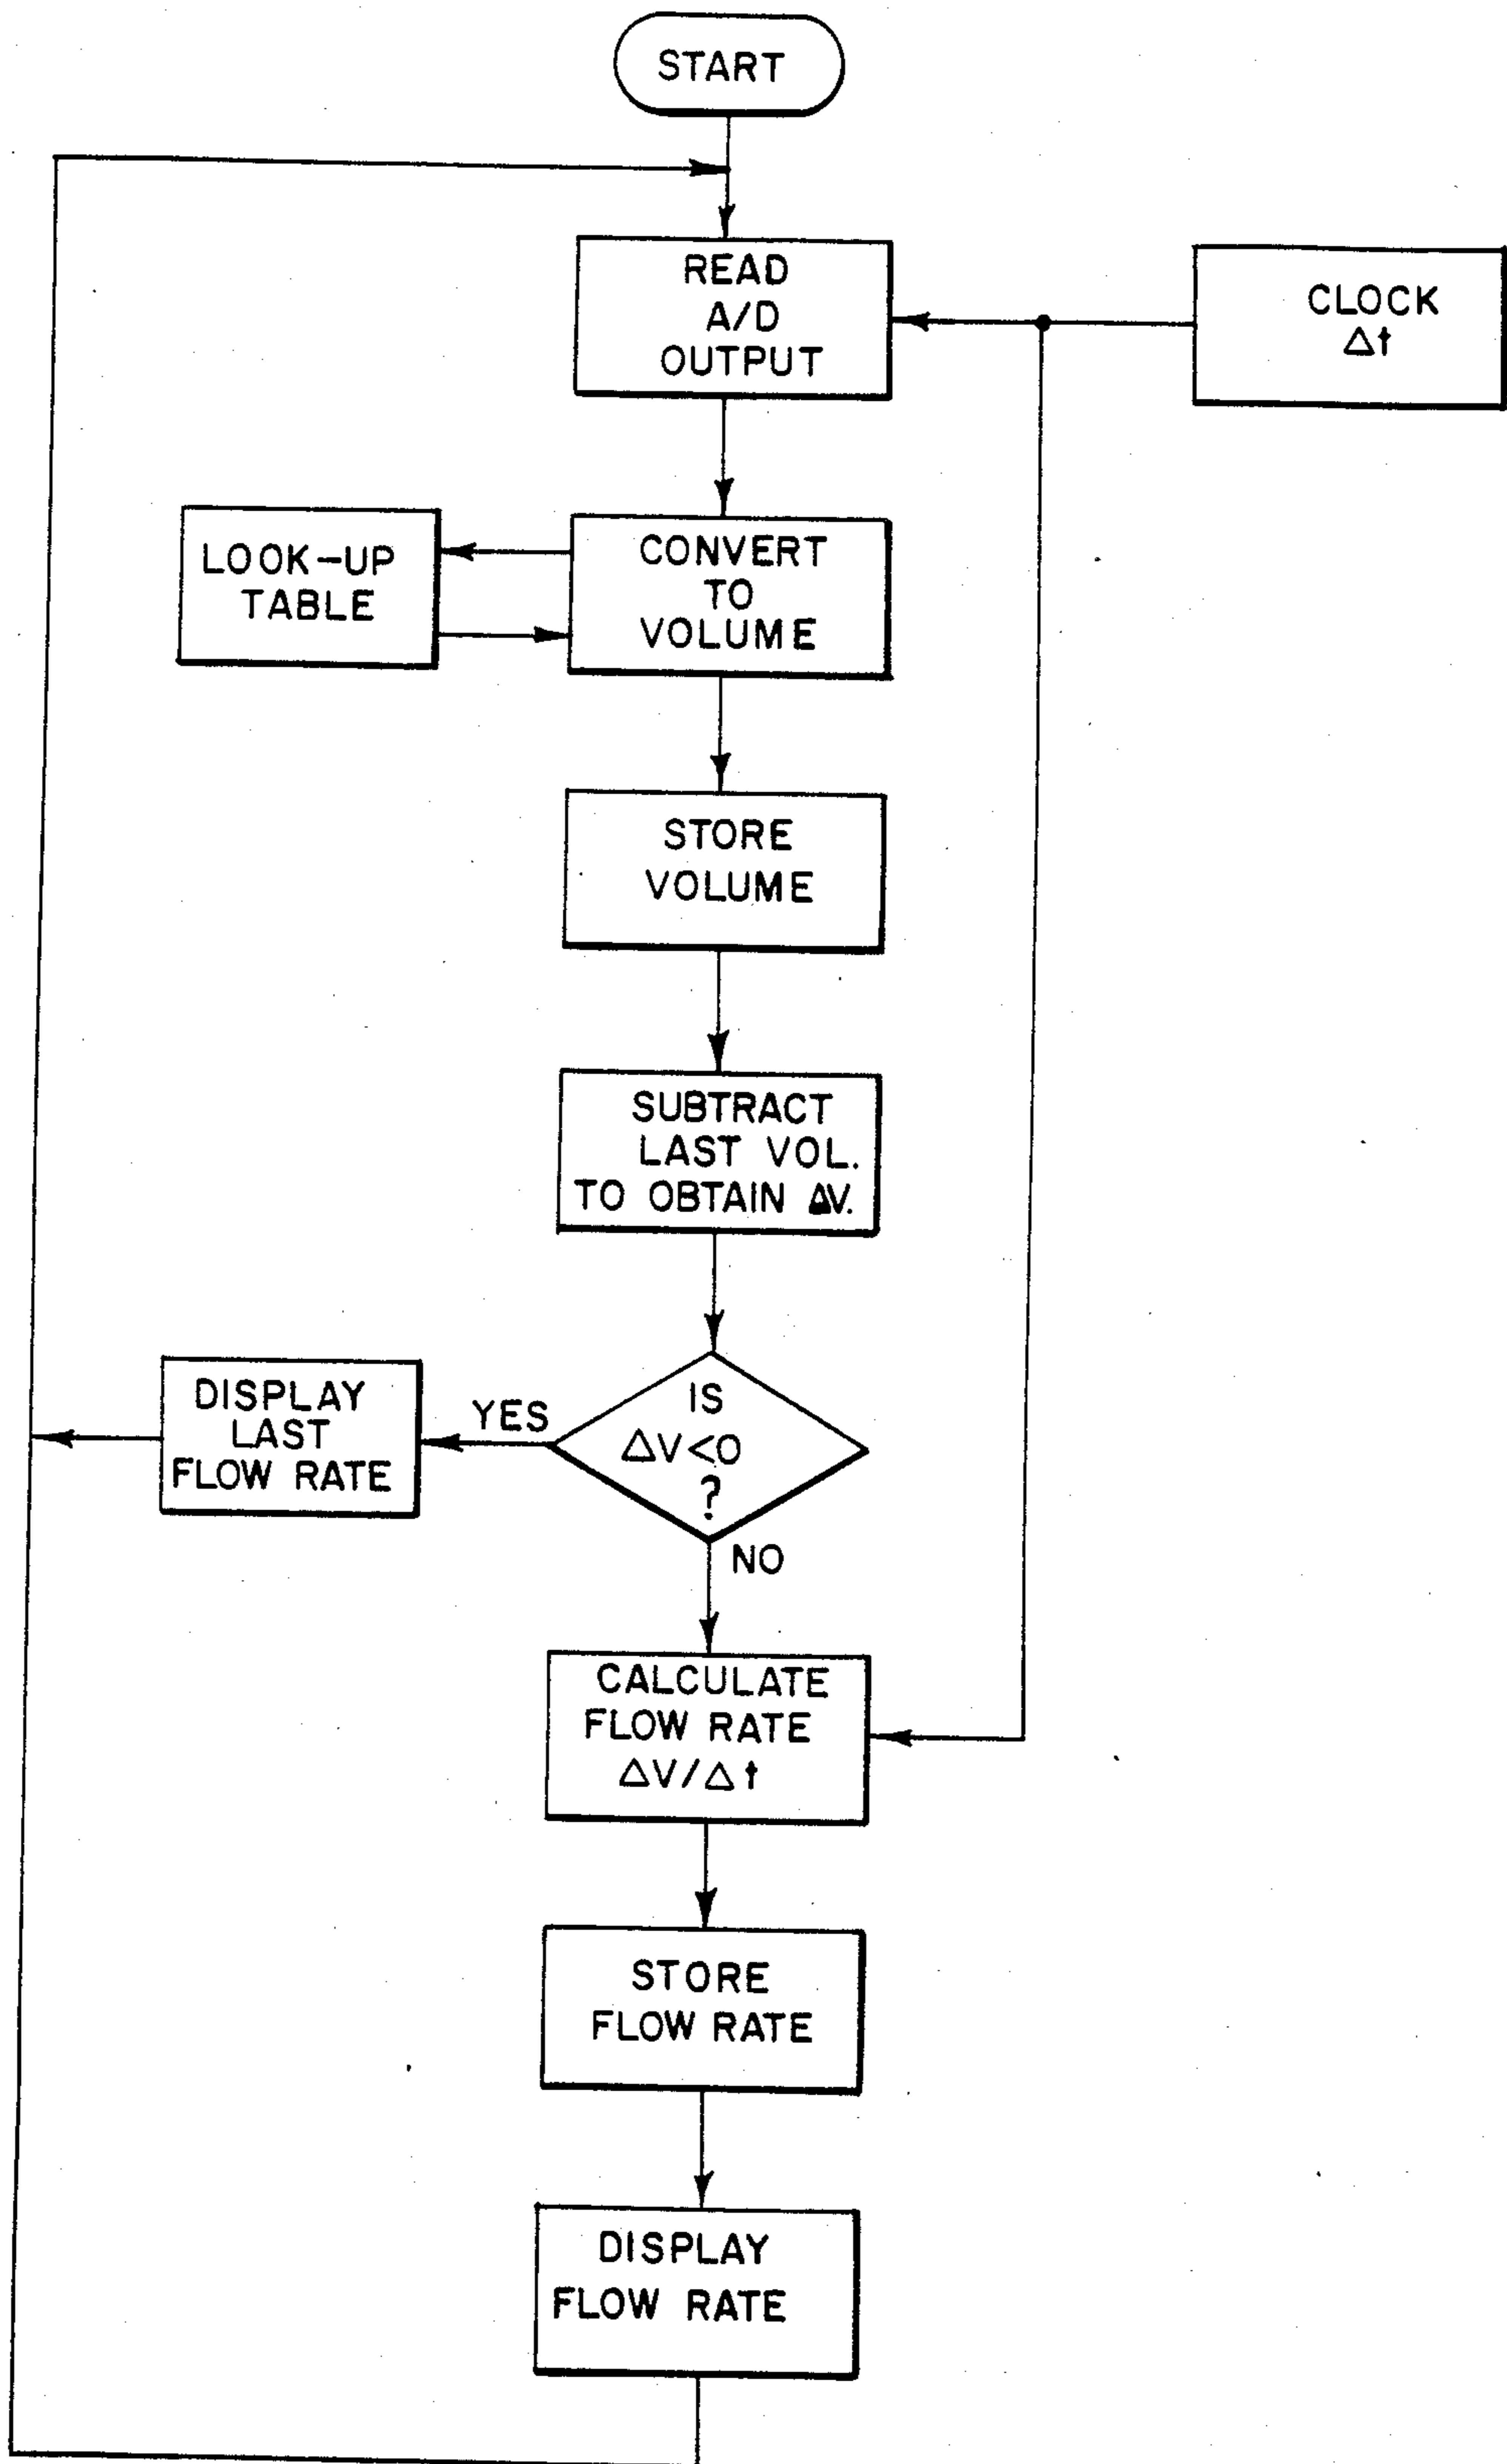 START
READ
A/D
OUTPUT
CLOCK
Δt
LOOK-UP
TABLE
CONVERT
TO
VOLUME
STORE
VOLUME
SUBTRACT
LAST VOL.
TO OBTAIN ΔV.
IS
ΔV<0
?
YES
DISPLAY
LAST
FLOW RATE
NO
CALCULATE
FLOW RATE
ΔV/Δt
STORE
FLOW RATE
DISPLAY
FLOW RATE